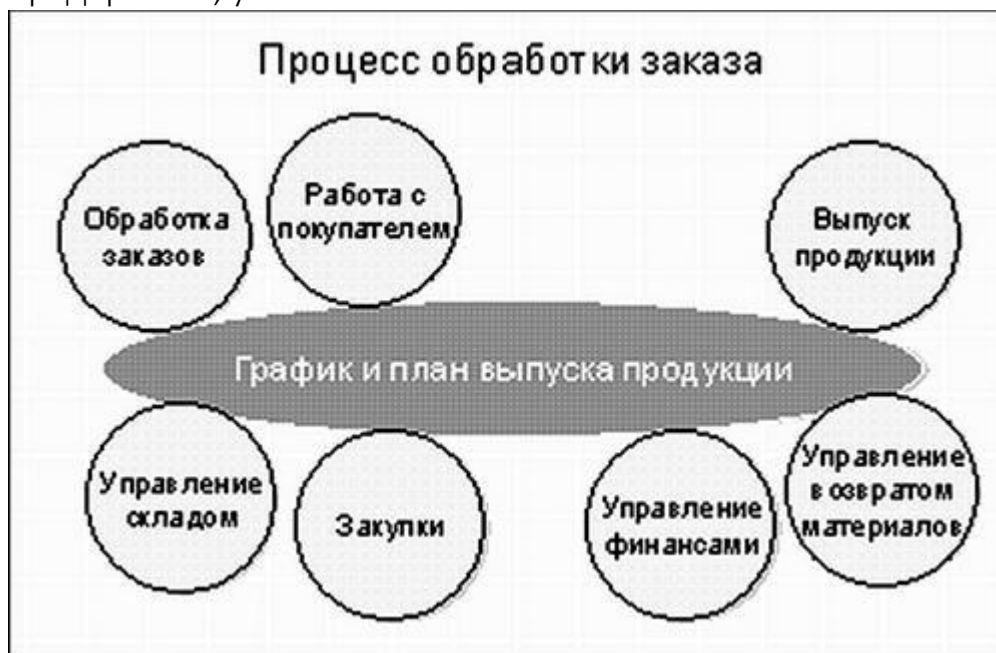 Процесс обработки заказа
Обработка
заказов
Работа с
покупателем
Выпуск
продукции
График и план выпуска продукции
Управление
складом
Закупки
Управление
финансами
Управление
возвратом
материалов